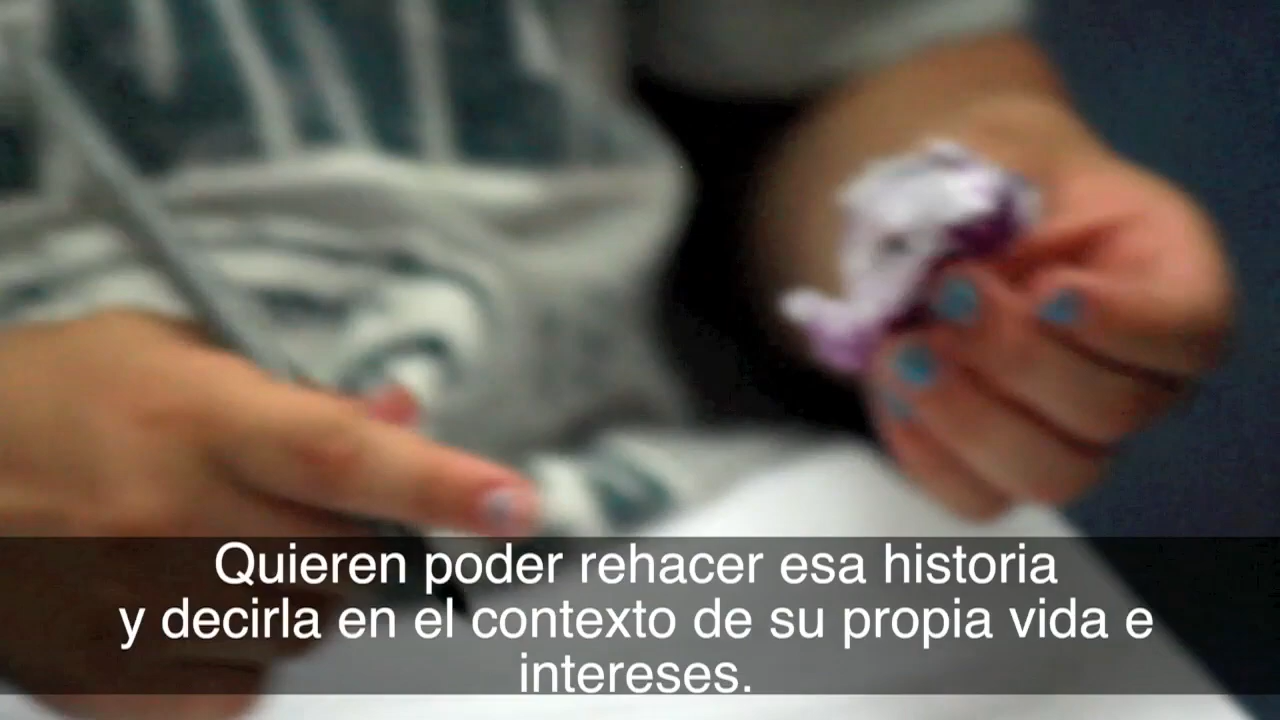 Quieren poder rehacer esa historia
y decirla en el contexto de su propia vida e
intereses.